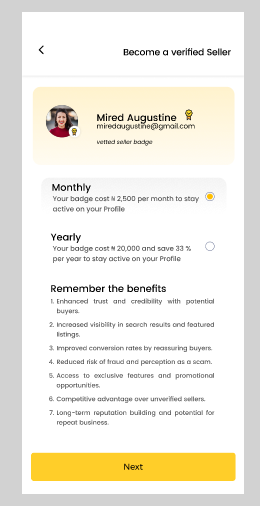 Become a verified Seller
Mired Augustine
miredaugustine@gmail.com
vetted seller badge
Monthly
Your badge cost ₦ 2,500 per month to stay
active on your Profile
Yearly
Your badge cost ₦ 20,000 and save 33 %
per year to stay active on your Profile
Remember the benefits
1. Enhanced trust and credibility with potential
buyers.
2. Increased visibility in search results and featured
listings.
3. Improved conversion rates by reassuring buyers.
4. Reduced risk of fraud and perception as a scam.
5. Access to exclusive features and promotional
opportunities.
6. Competitive advantage over unverified sellers.
7. Long-term reputation building and potential for
repeat business.
Next